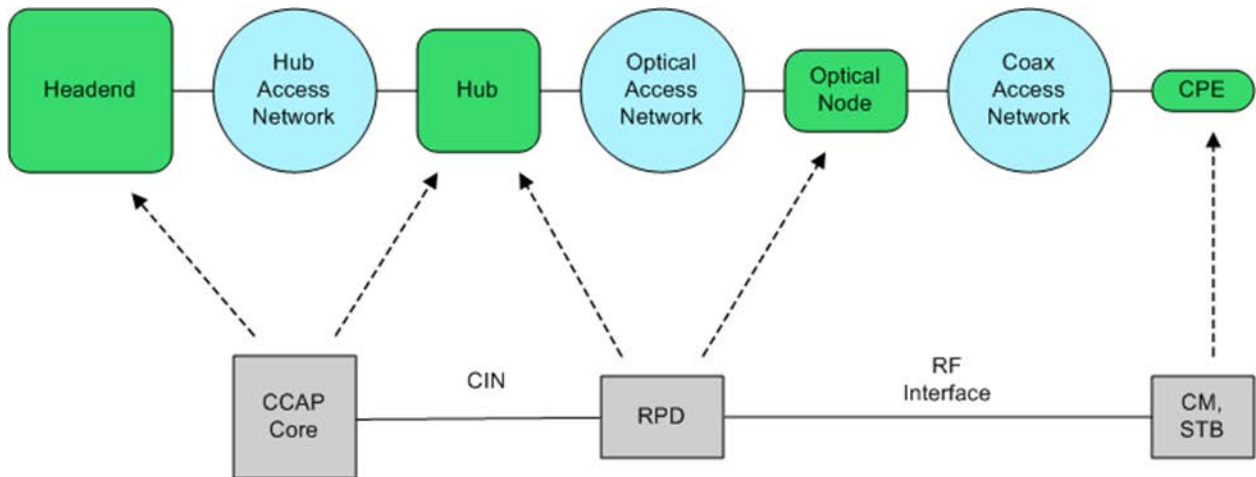 Headend
Hub
Access
Network
Hub
Optical
Access
Network
Optical
Node
Coax
Access
Network
CPE
CCAP
Core
CIN
RPD
RF
Interface
CM,
STB